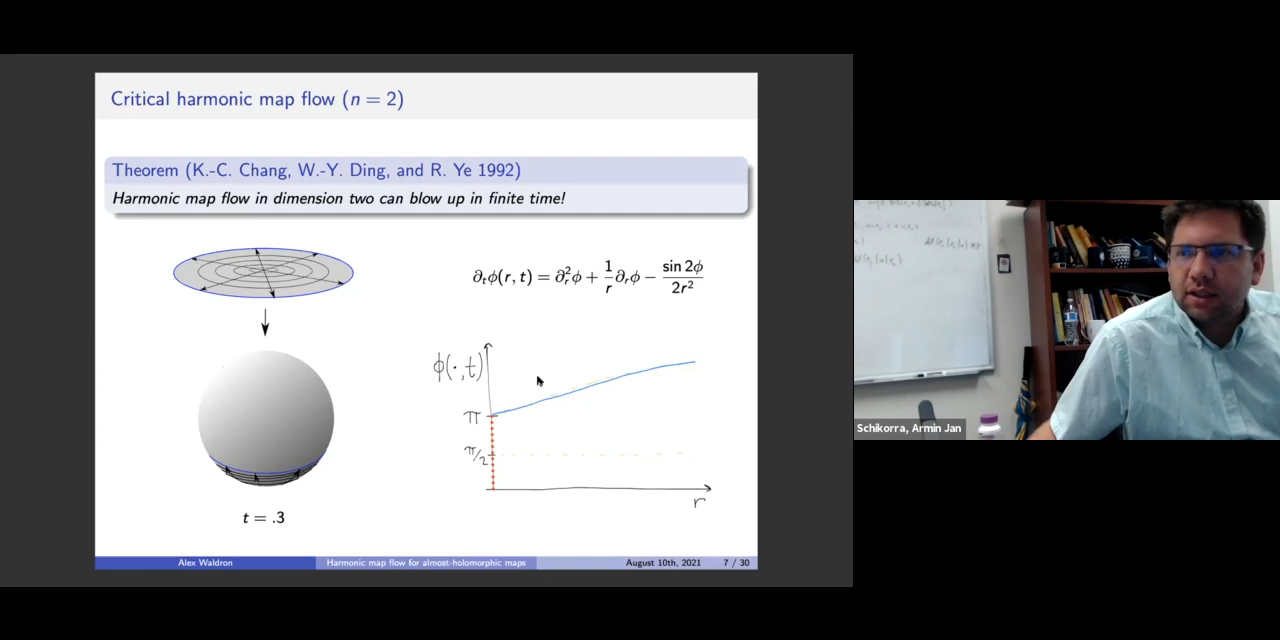 Critical harmonic map flow (n = 2)
Theorem (K.-C. Chang, W.-Y. Ding, and R. Ye 1992)
Harmonic map flow in dimension two can blow up in finite time!
∂ₜϕ(r, t) = ∂ᵣ²ϕ + 1/r ∂ᵣϕ − sin 2ϕ / 2r²
ϕ(·,t)
π
π/2
r
t = .3
Alex Waldron
Harmonic map flow for almost-holomorphic maps
August 10th, 2021
7 / 30
Schikorra, Armin Jan